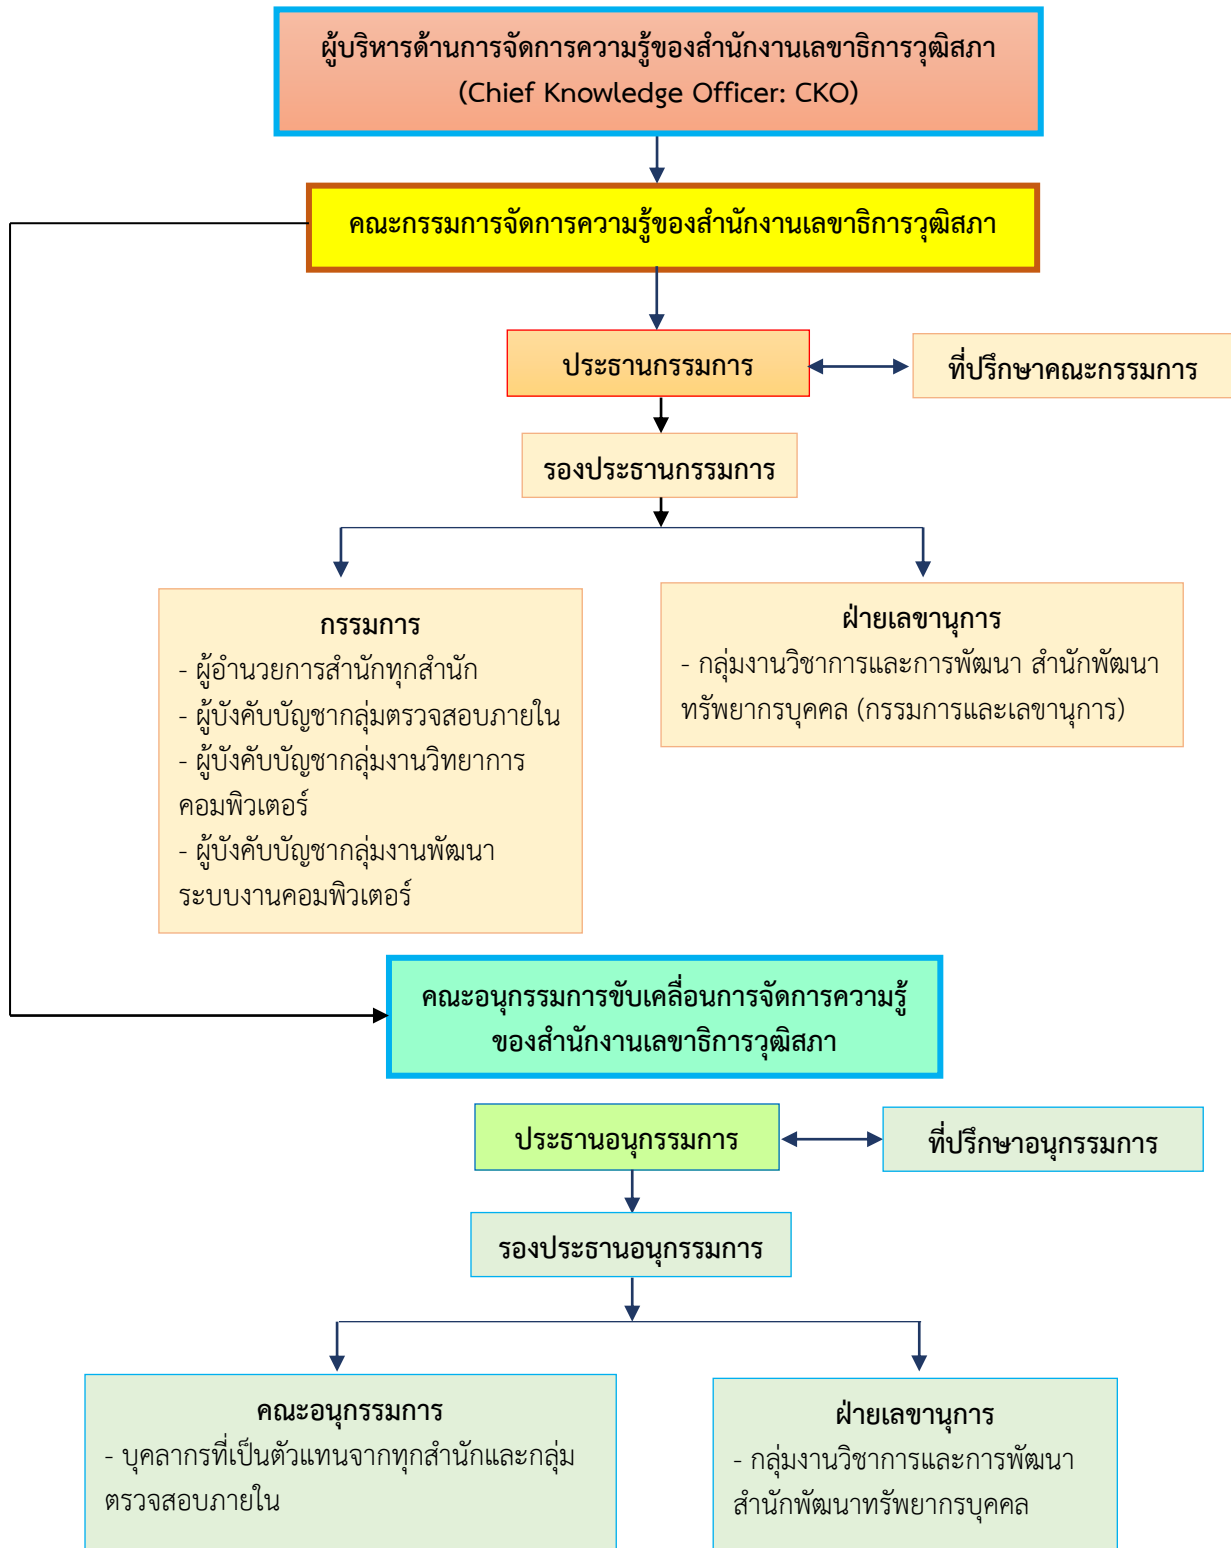 ผู้บริหารด้านการจัดการความรู้ของสำนักงานเลขาธิการวุฒิสภา
(Chief Knowledge Officer: CKO)
คณะกรรมการจัดการความรู้ของสำนักงานเลขาธิการวุฒิสภา
ประธานกรรมการ
ที่ปรึกษาคณะกรรมการ
รองประธานกรรมการ
กรรมการ
- ผู้อำนวยการสำนักทุกสำนัก
- ผู้บังคับบัญชากลุ่มตรวจสอบภายใน
- ผู้บังคับบัญชากลุ่มงานวิทยาการ
คอมพิวเตอร์
- ผู้บังคับบัญชากลุ่มงานพัฒนา
ระบบงานคอมพิวเตอร์
ฝ่ายเลขานุการ
- กลุ่มงานวิชาการและการพัฒนา สำนักพัฒนา
ทรัพยากรบุคคล (กรรมการและเลขานุการ)
คณะอนุกรรมการขับเคลื่อนการจัดการความรู้
ของสำนักงานเลขาธิการวุฒิสภา
ประธานอนุกรรมการ
ที่ปรึกษาอนุกรรมการ
รองประธานอนุกรรมการ
คณะอนุกรรมการ
- บุคลากรที่เป็นตัวแทนจากทุกสำนักและกลุ่ม
ตรวจสอบภายใน
ฝ่ายเลขานุการ
- กลุ่มงานวิชาการและการพัฒนา
สำนักพัฒนาทรัพยากรบุคคล